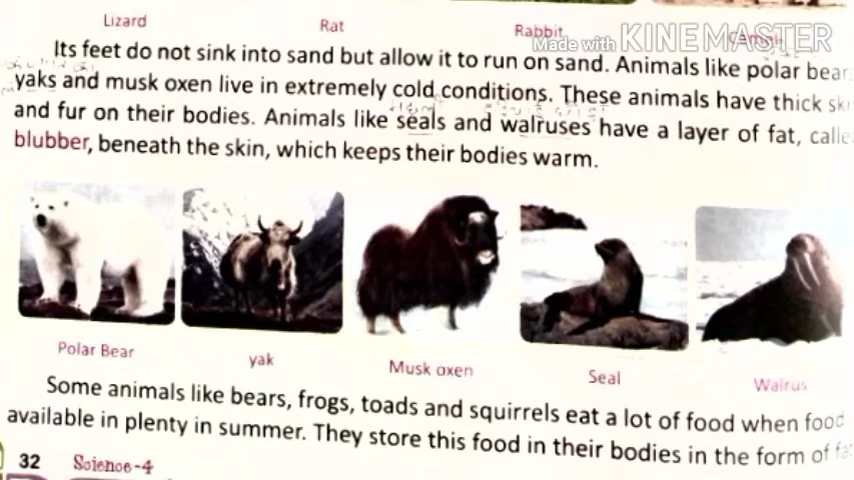 Lizard Rat Rabbit Camel
Made with KINEMASTER
Its feet do not sink into sand but allow it to run on sand. Animals like polar bear
yaks and musk oxen live in extremely cold conditions. These animals have thick ski
and fur on their bodies. Animals like seals and walruses have a layer of fat, calle
blubber, beneath the skin, which keeps their bodies warm.
Polar Bear yak Musk oxen Seal Walrus
Some animals like bears, frogs, toads and squirrels eat a lot of food when food
available in plenty in summer. They store this food in their bodies in the form of fa
32 Science-4